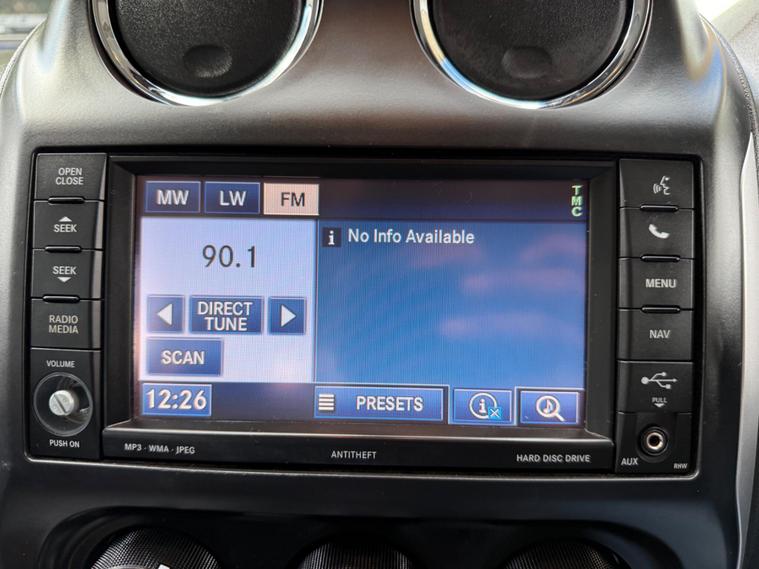 OPEN
CLOSE
SEEK
SEEK
RADIO
MEDIA
VOLUME
PUSH ON
MW LW FM
TMC
90.1
i No Info Available
DIRECT
TUNE
SCAN
12:26
PRESETS
i
MP3 · WMA · JPEG
ANTITHEFT
HARD DISC DRIVE
MENU
NAV
PULL
AUX
RHW